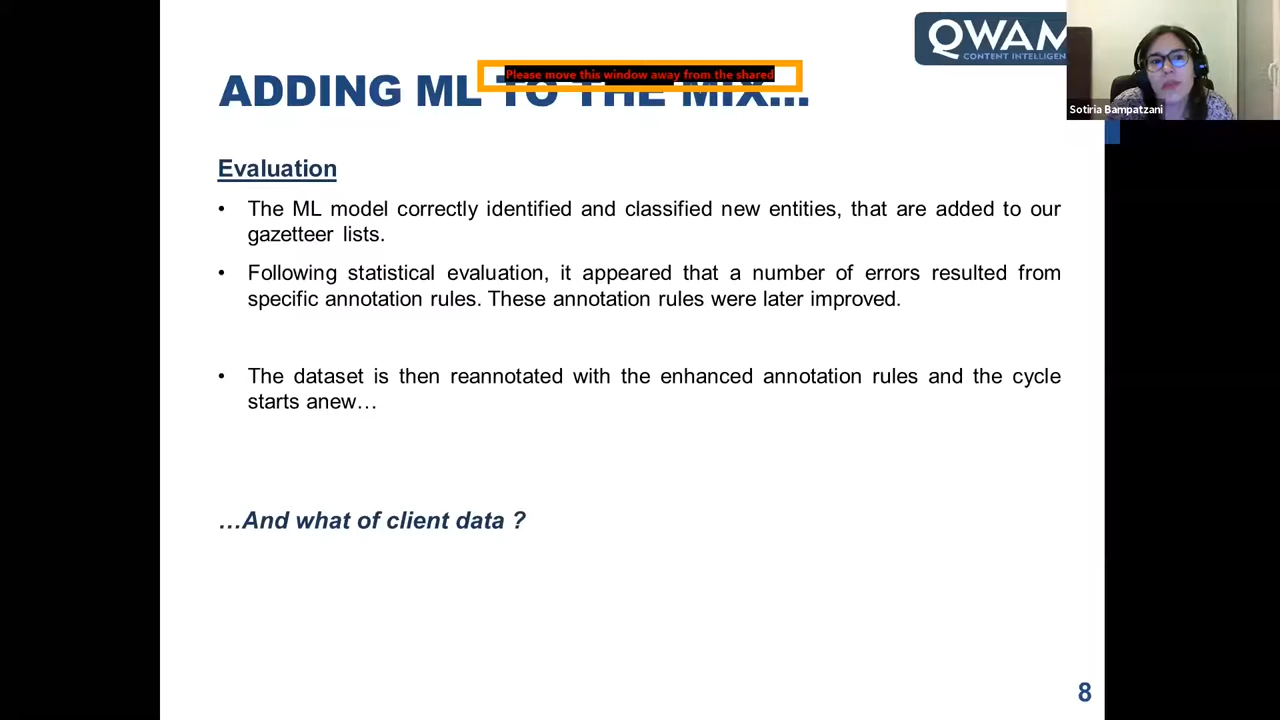 QWAM
CONTENT INTELLIGEN
Please move this window away from the shared
ADDING ML TO THE MIX...
Sotiria Bampatzani
Evaluation
• The ML model correctly identified and classified new entities, that are added to our
gazetteer lists.
• Following statistical evaluation, it appeared that a number of errors resulted from
specific annotation rules. These annotation rules were later improved.
• The dataset is then reannotated with the enhanced annotation rules and the cycle
starts anew…
…And what of client data ?
8